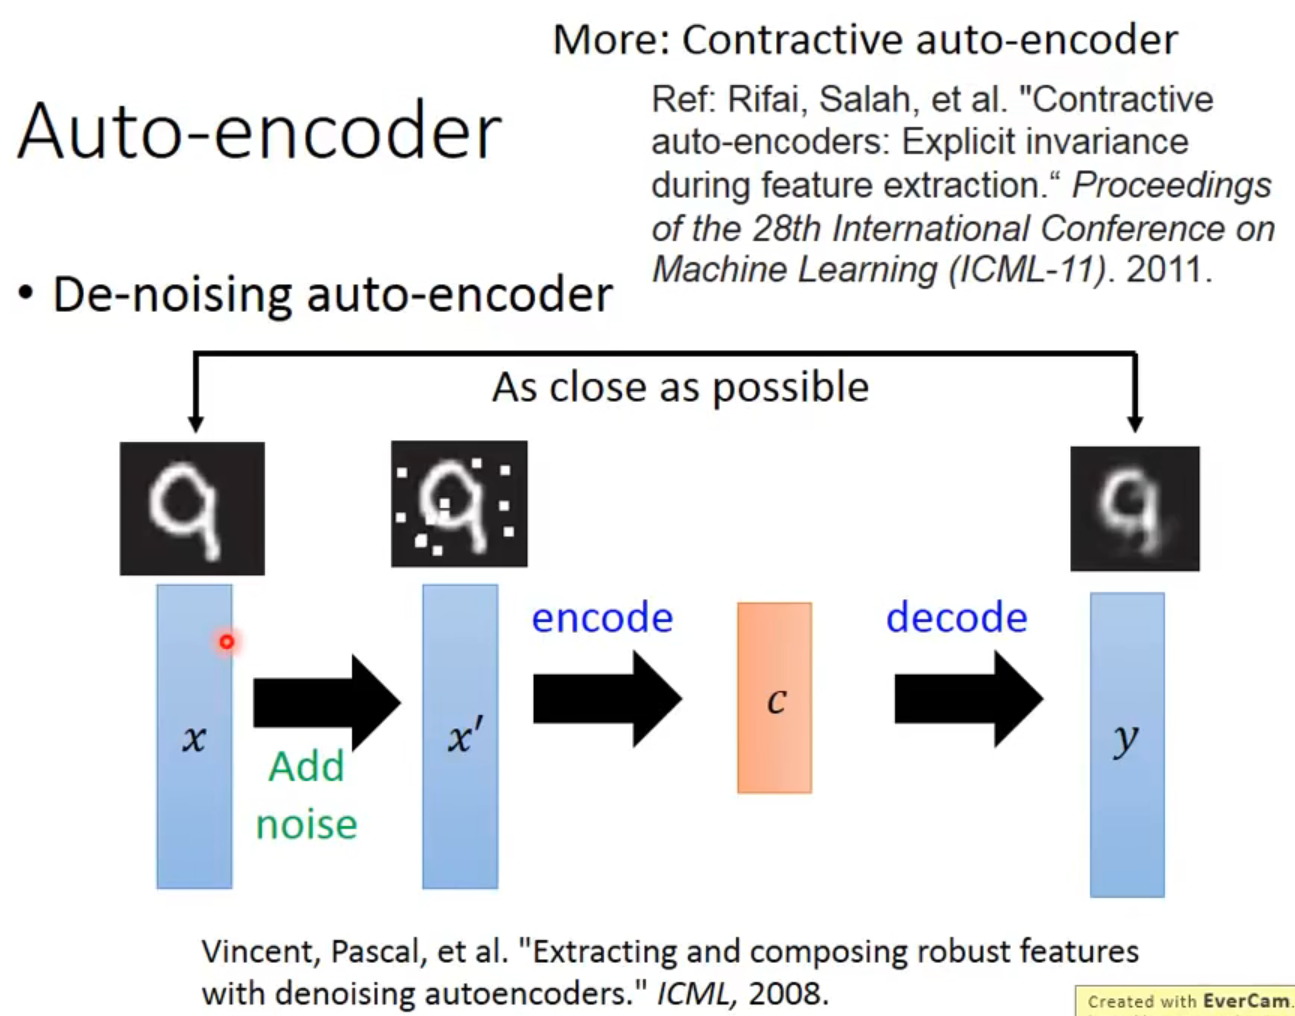 More: Contractive auto-encoder
Auto-encoder
Ref: Rifai, Salah, et al. "Contractive
auto-encoders: Explicit invariance
during feature extraction.“ Proceedings
of the 28th International Conference on
Machine Learning (ICML-11). 2011.
• De-noising auto-encoder
As close as possible
encode
decode
x
x′
c
y
Add
noise
Vincent, Pascal, et al. "Extracting and composing robust features
with denoising autoencoders." ICML, 2008.
Created with EverCam.